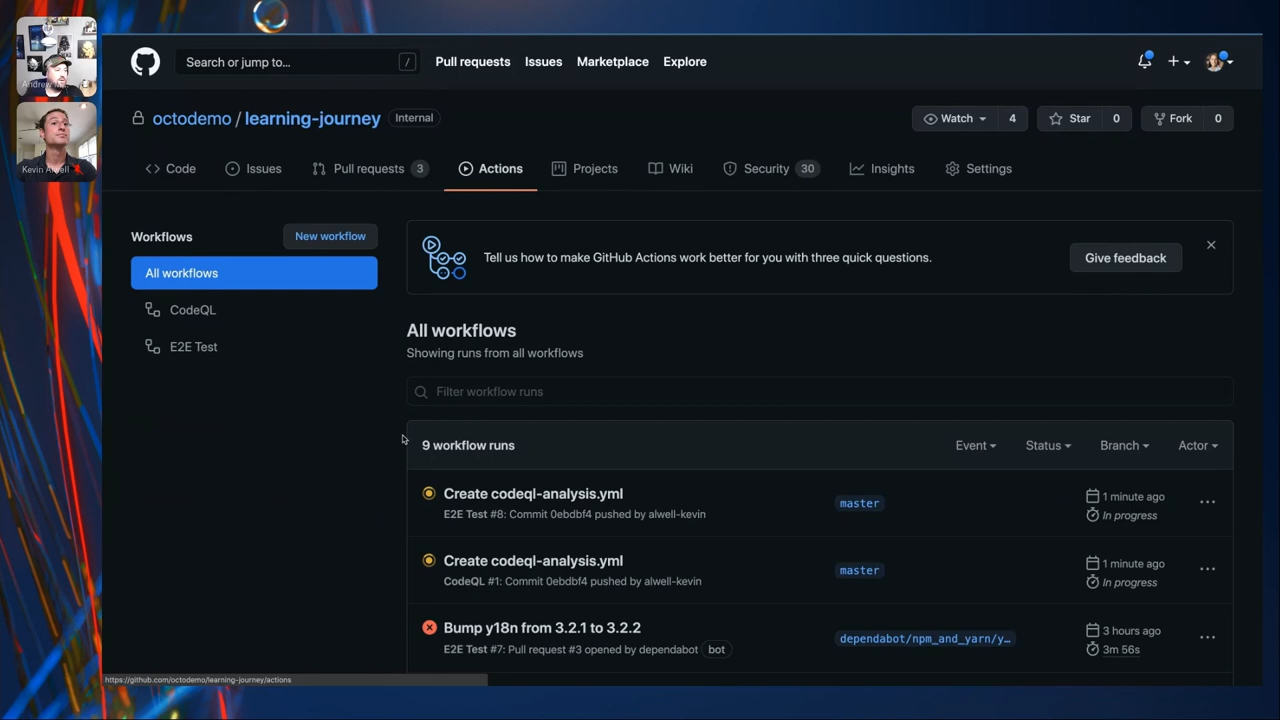 Search or jump to...
/
Pull requests
Issues
Marketplace
Explore
Andrew
Kevin Alwell
octodemo / learning-journey
Internal
Watch
4
Star
0
Fork
0
Code
Issues
Pull requests
3
Actions
Projects
Wiki
Security
30
Insights
Settings
Workflows
New workflow
All workflows
CodeQL
E2E Test
Tell us how to make GitHub Actions work better for you with three quick questions.
Give feedback
All workflows
Showing runs from all workflows
Filter workflow runs
9 workflow runs
Event
Status
Branch
Actor
Create codeql-analysis.yml
E2E Test #8: Commit 0ebdbf4 pushed by alwell-kevin
master
1 minute ago
In progress
Create codeql-analysis.yml
CodeQL #1: Commit 0ebdbf4 pushed by alwell-kevin
master
1 minute ago
In progress
Bump y18n from 3.2.1 to 3.2.2
E2E Test #7: Pull request #3 opened by dependabot
bot
dependabot/npm_and_yarn/y…
3 hours ago
3m 56s
https://github.com/octodemo/learning-journey/actions